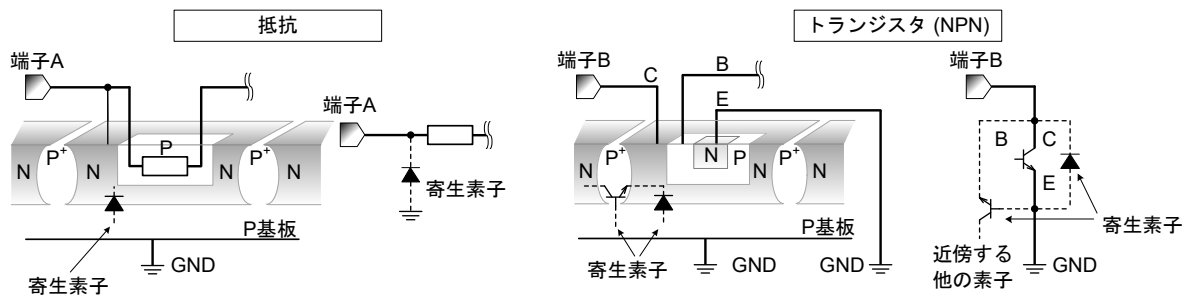 抵抗
端子A
N
P⁺
N
P
N
P⁺
N
P基板
GND
寄生素子
端子A
寄生素子
トランジスタ (NPN)
端子B
C
B
E
N
P⁺
N
N
P
N
P⁺
N
P基板
寄生素子
GND
GND
端子B
B
C
E
寄生素子
近傍する
他の素子
GND